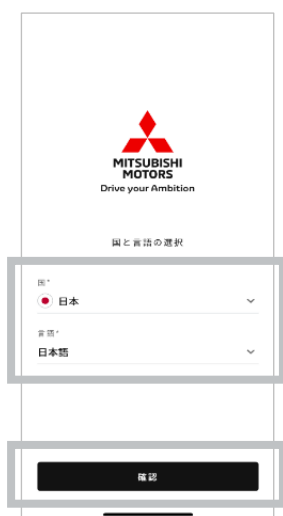 MITSUBISHI
MOTORS
Drive your Ambition
国と言語の選択
国*
日本
言語*
日本語
確認